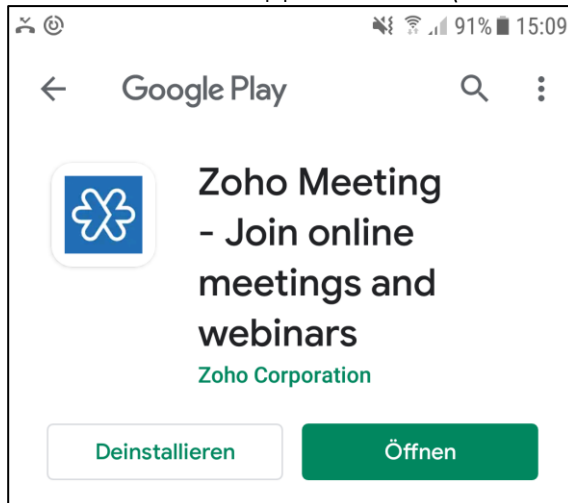 91% 15:09
Google Play
Zoho Meeting
- Join online
meetings and
webinars
Zoho Corporation
Deinstallieren Öffnen